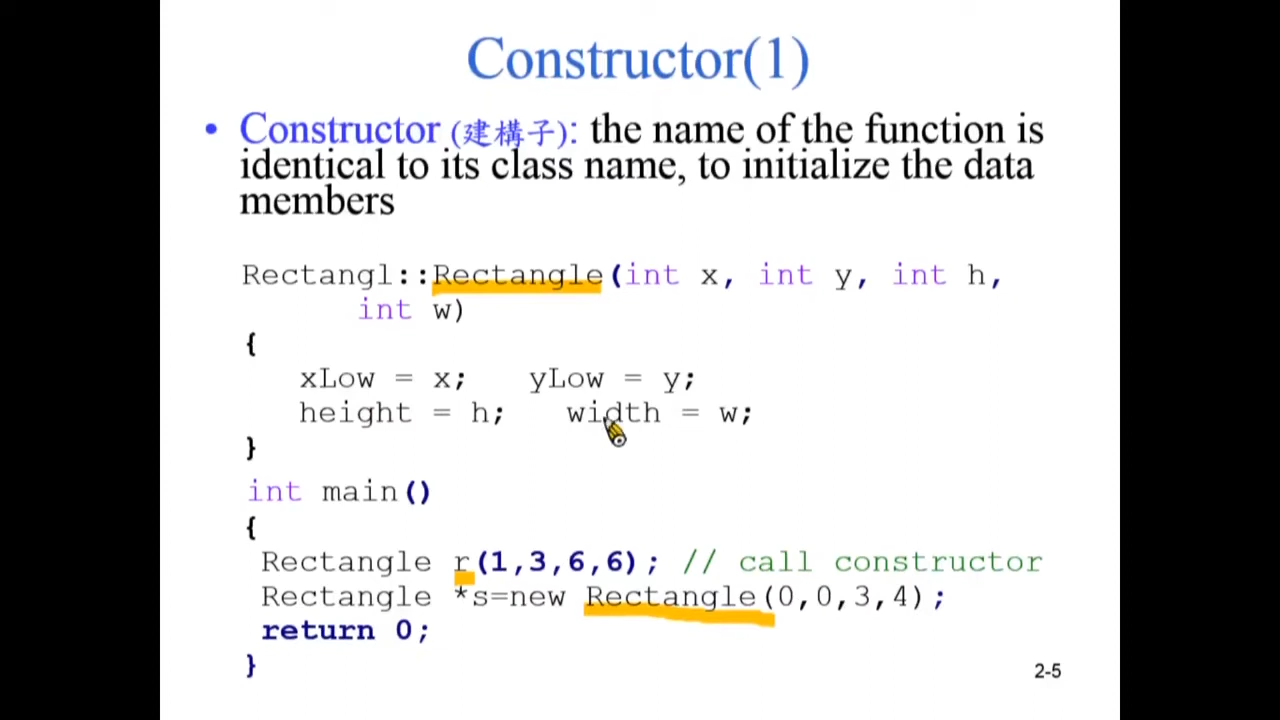 Constructor(1)
• Constructor (建構子): the name of the function is
identical to its class name, to initialize the data
members
Rectangl::Rectangle(int x, int y, int h,
int w)
{
xLow = x; yLow = y;
height = h; width = w;
}
int main()
{
Rectangle r(1,3,6,6); // call constructor
Rectangle *s=new Rectangle(0,0,3,4);
return 0;
}
2-5